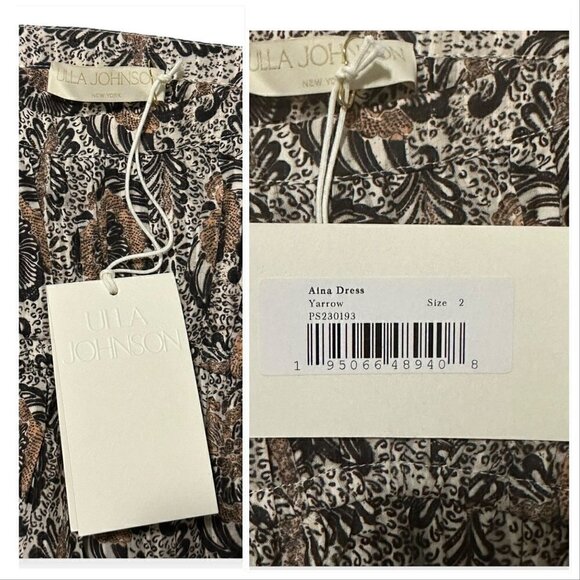 ULLA JOHNSON
NEW YORK
ULLA
JOHNSON
ULLA JOHNSON
NEW YORK
Aina Dress
Yarrow Size 2
PS230193
1 95066 48940 8